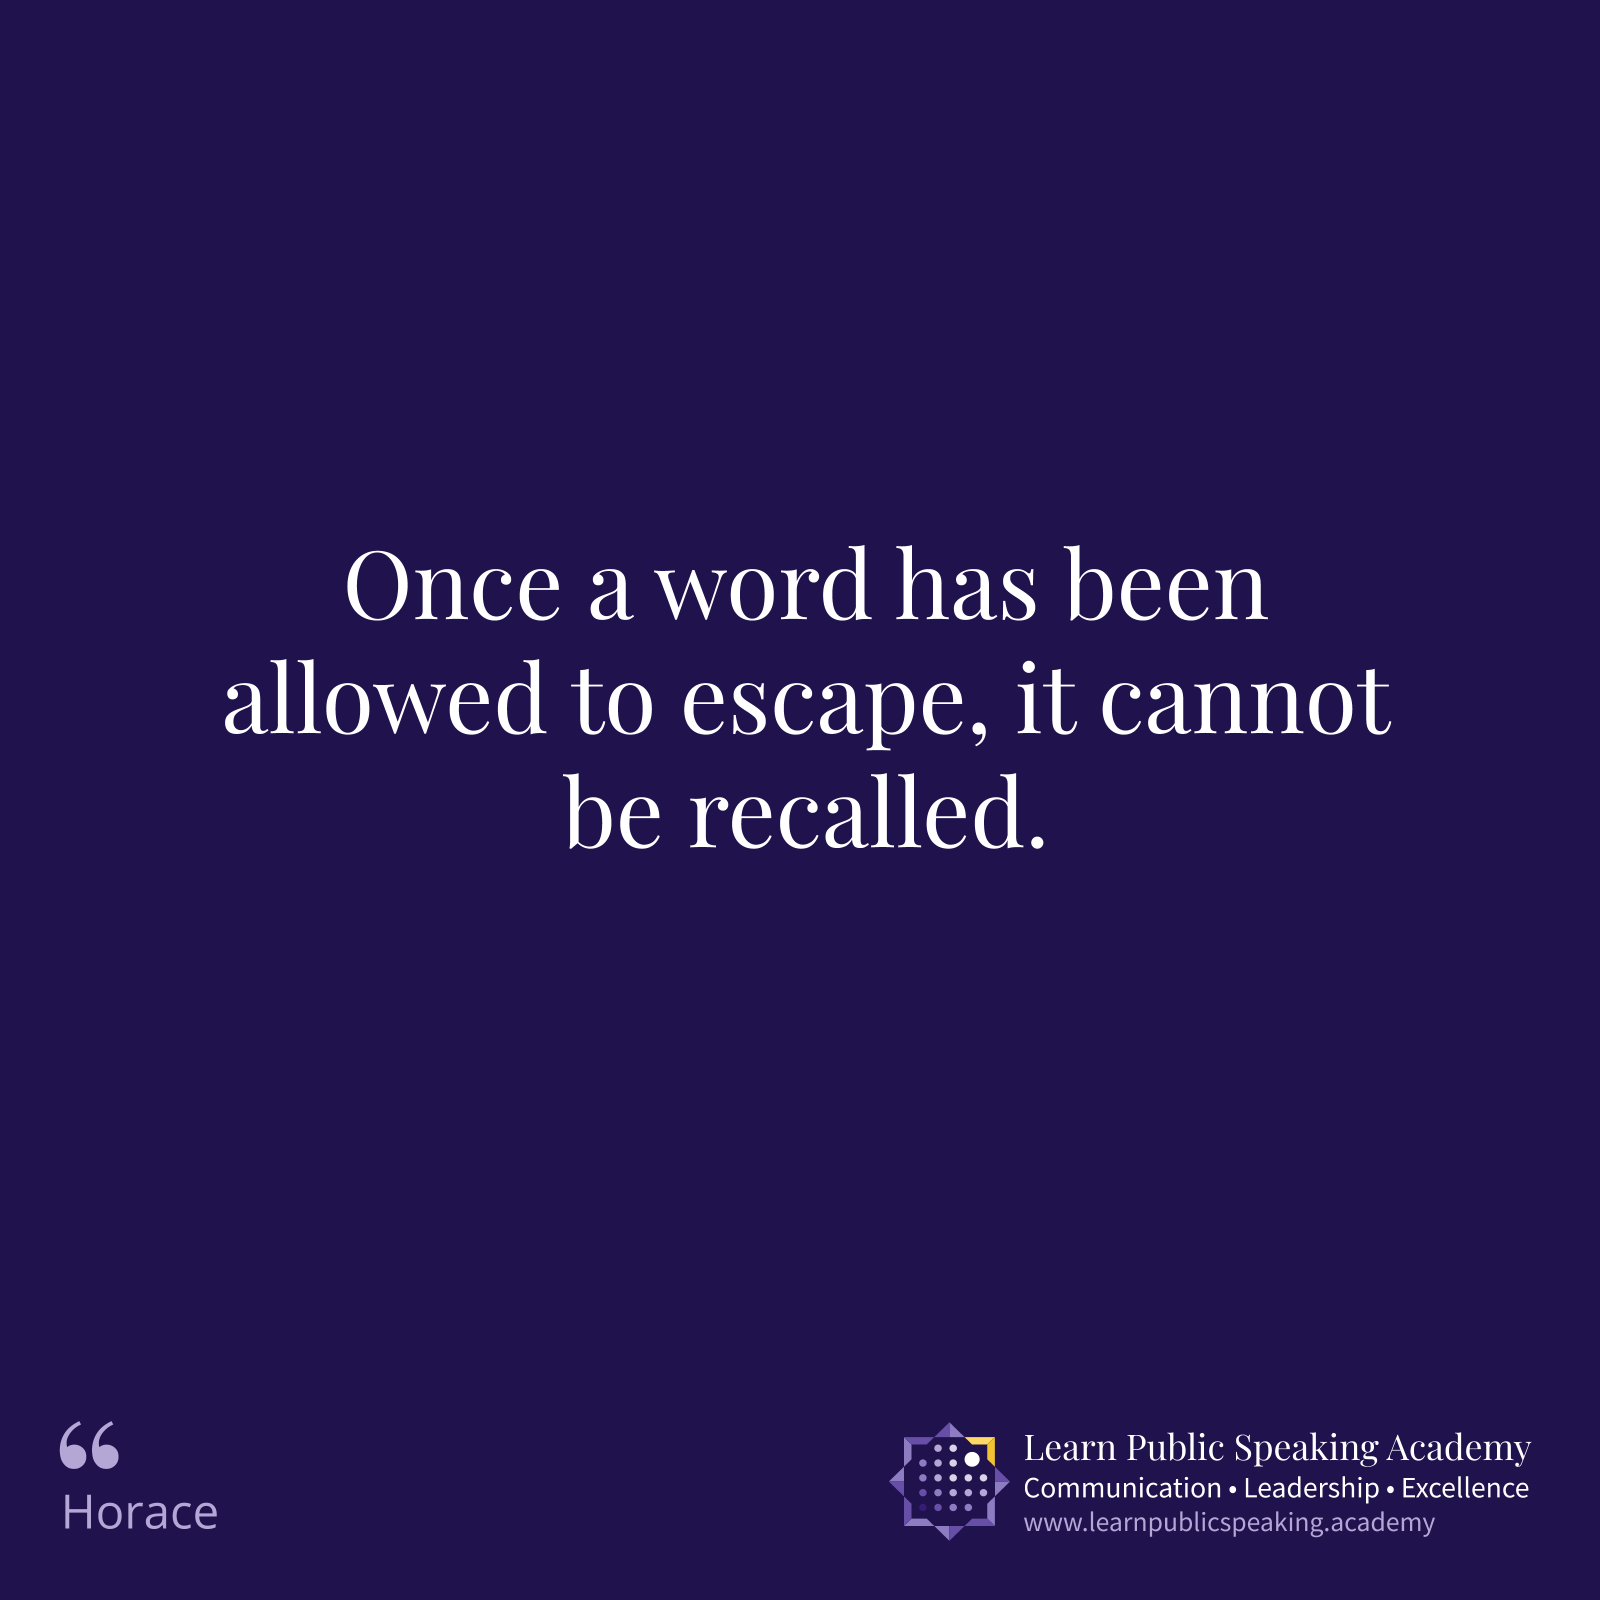 Once a word has been
allowed to escape, it cannot
be recalled.
“
Horace
Learn Public Speaking Academy
Communication • Leadership • Excellence
www.learnpublicspeaking.academy